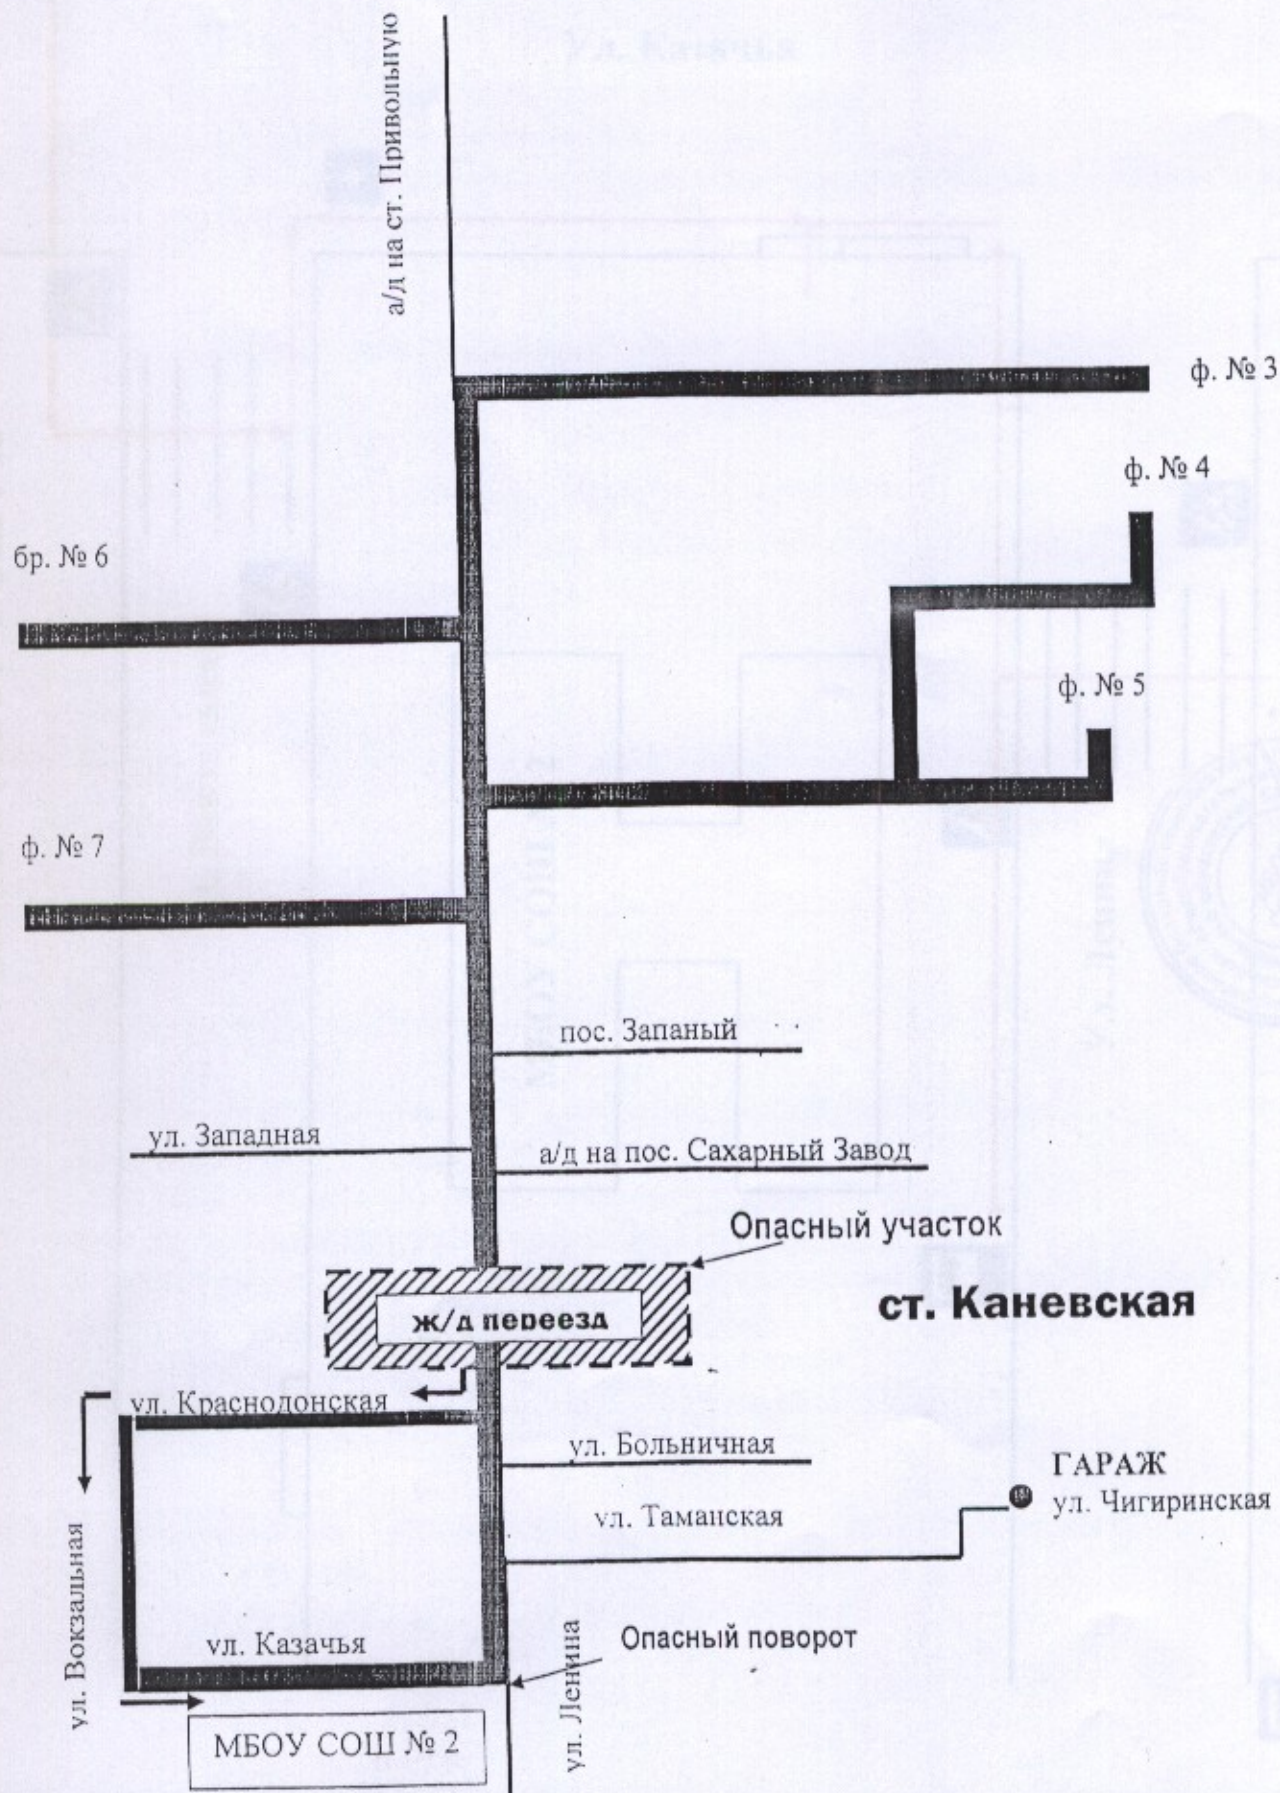 а/д на ст. Привольную
ф. № 3
ф. № 4
бр. № 6
ф. № 5
ф. № 7
пос. Запаный
ул. Западная
а/д на пос. Сахарный Завод
Опасный участок
ст. Каневская
ж/д переезд
ул. Краснодонская
ул. Больничная
ГАРАЖ
ул. Чигиринская
ул. Таманская
ул. Вокзальная
ул. Казачья
Опасный поворот
ул. Ленина
МБОУ СОШ № 2